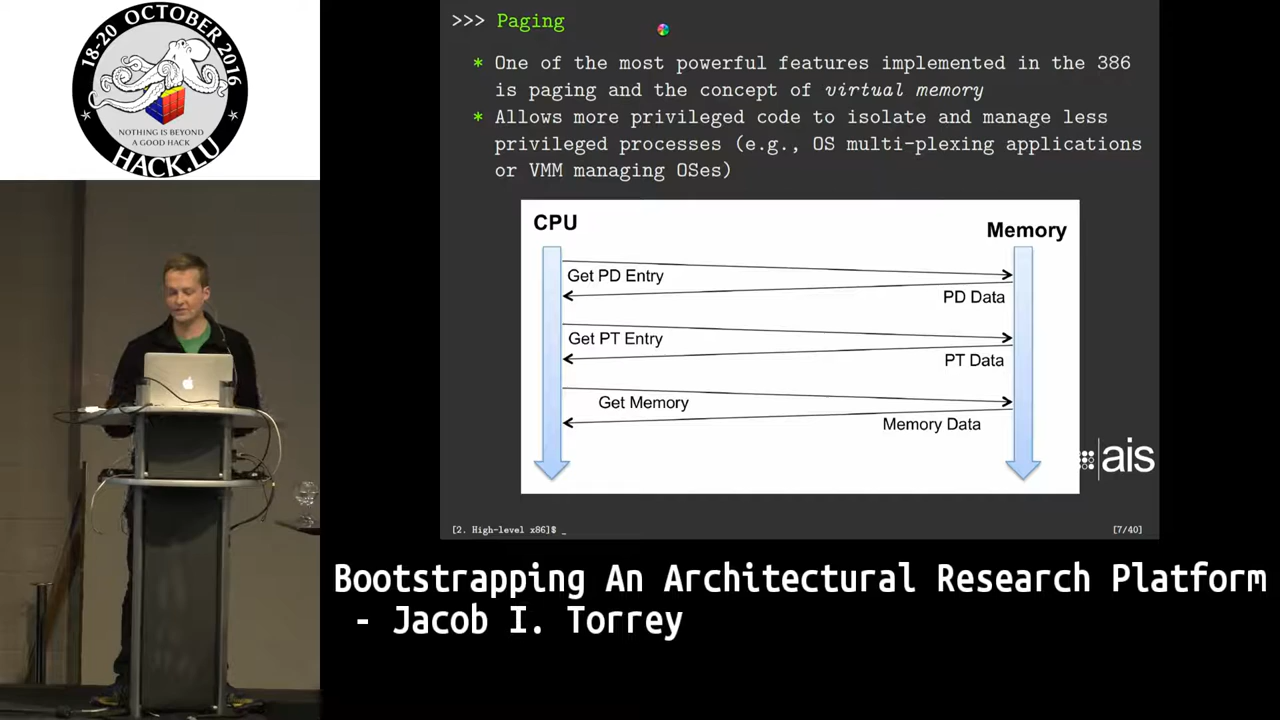 18-20 OCTOBER 2016
NOTHING IS BEYOND
A GOOD HACK
HACK.LU
>>> Paging
* One of the most powerful features implemented in the 386
is paging and the concept of virtual memory
* Allows more privileged code to isolate and manage less
privileged processes (e.g., OS multi-plexing applications
or VMM managing OSes)
CPU
Memory
Get PD Entry
PD Data
Get PT Entry
PT Data
Get Memory
Memory Data
ais
[2. High-level x86]$ _
[7/40]
Bootstrapping An Architectural Research Platform
- Jacob I. Torrey